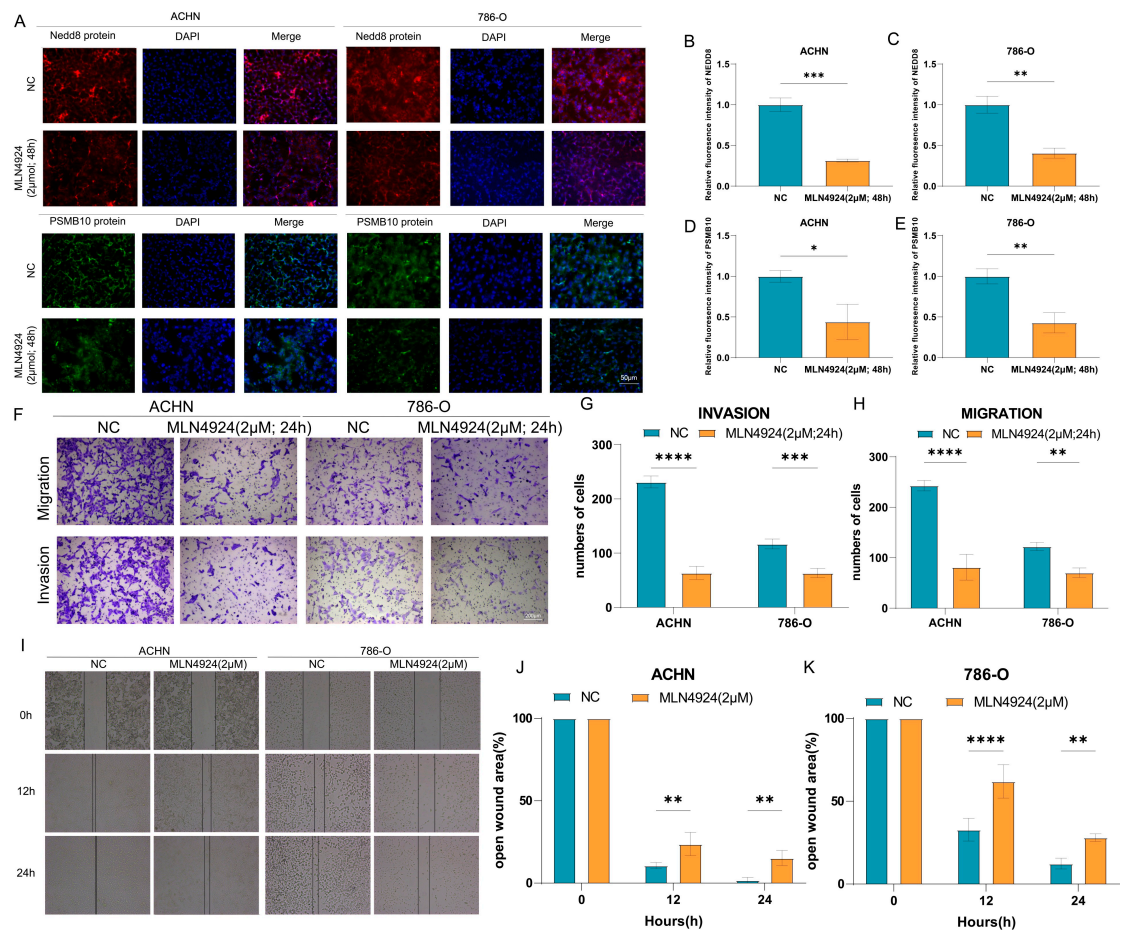 A
ACHN
786-O
Nedd8 protein
DAPI
Merge
Nedd8 protein
DAPI
Merge
NC
MLN4924
(2μmol; 48h)
PSMB10 protein
DAPI
Merge
PSMB10 protein
DAPI
Merge
NC
MLN4924
(2μmol; 48h)
50μm
B
ACHN
Relative fluoresence intensity of NEDD8
1.5
1.0
0.5
0.0
***
NC
MLN4924(2μM; 48h)
C
786-O
Relative fluoresence intensity of NEDD8
1.5
1.0
0.5
0.0
**
NC
MLN4924(2μM; 48h)
D
ACHN
Relative fluoresence intensity of PSMB10
1.5
1.0
0.5
0.0
*
NC
MLN4924(2μM; 48h)
E
786-O
Relative fluoresence intensity of PSMB10
1.5
1.0
0.5
0.0
**
NC
MLN4924(2μM; 48h)
F
ACHN
786-O
NC
MLN4924(2μM; 24h)
NC
MLN4924(2μM; 24h)
Migration
Invasion
G
INVASION
NC
MLN4924(2μM;24h)
numbers of cells
300
200
100
0
****
***
ACHN
786-O
H
MIGRATION
NC
MLN4924(2μM;24h)
numbers of cells
300
200
100
0
****
**
ACHN
786-O
I
ACHN
786-O
NC
MLN4924(2μM)
NC
MLN4924(2μM)
0h
12h
24h
J
ACHN
NC
MLN4924(2μM)
open wound area(%)
100
50
0
**
**
0
12
24
Hours(h)
K
786-O
NC
MLN4924(2μM)
open wound area(%)
100
50
0
****
**
0
12
24
Hours(h)